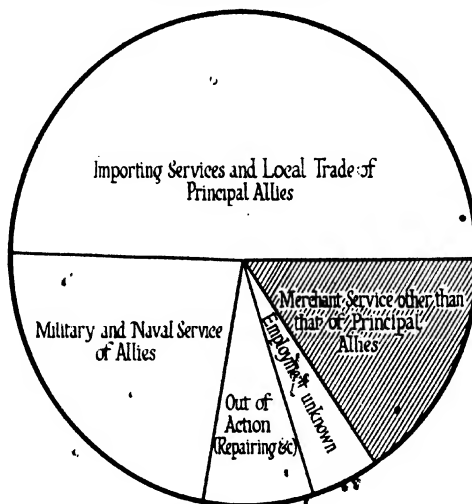 Importing Services and Local Trade of
Principal Allies
Military and Naval Service
of Allies
Out of
Action
(Repairing &c)
Employment unknown
Merchant Service other than
that of Principal
Allies